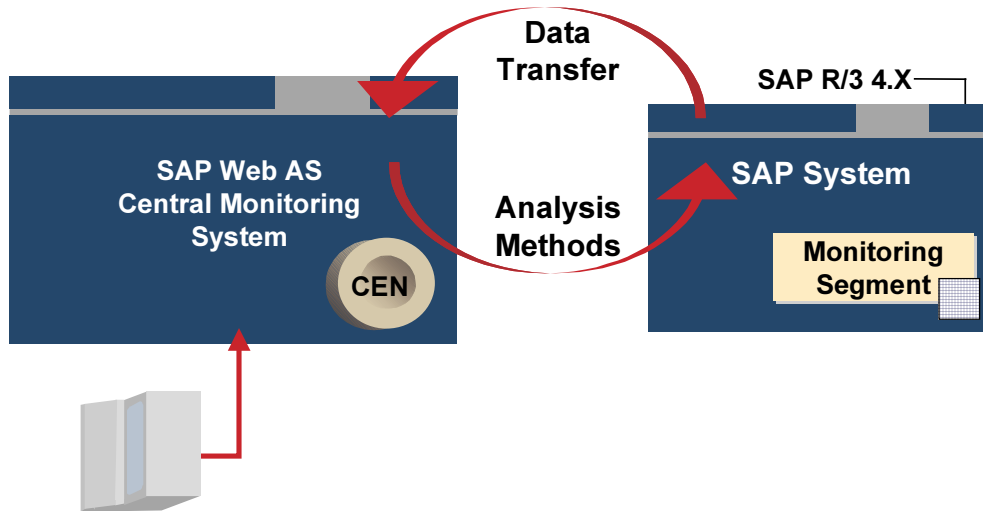 Data
Transfer
SAP R/3 4.X
SAP Web AS
Central Monitoring
System
CEN
Analysis
Methods
SAP System
Monitoring
Segment